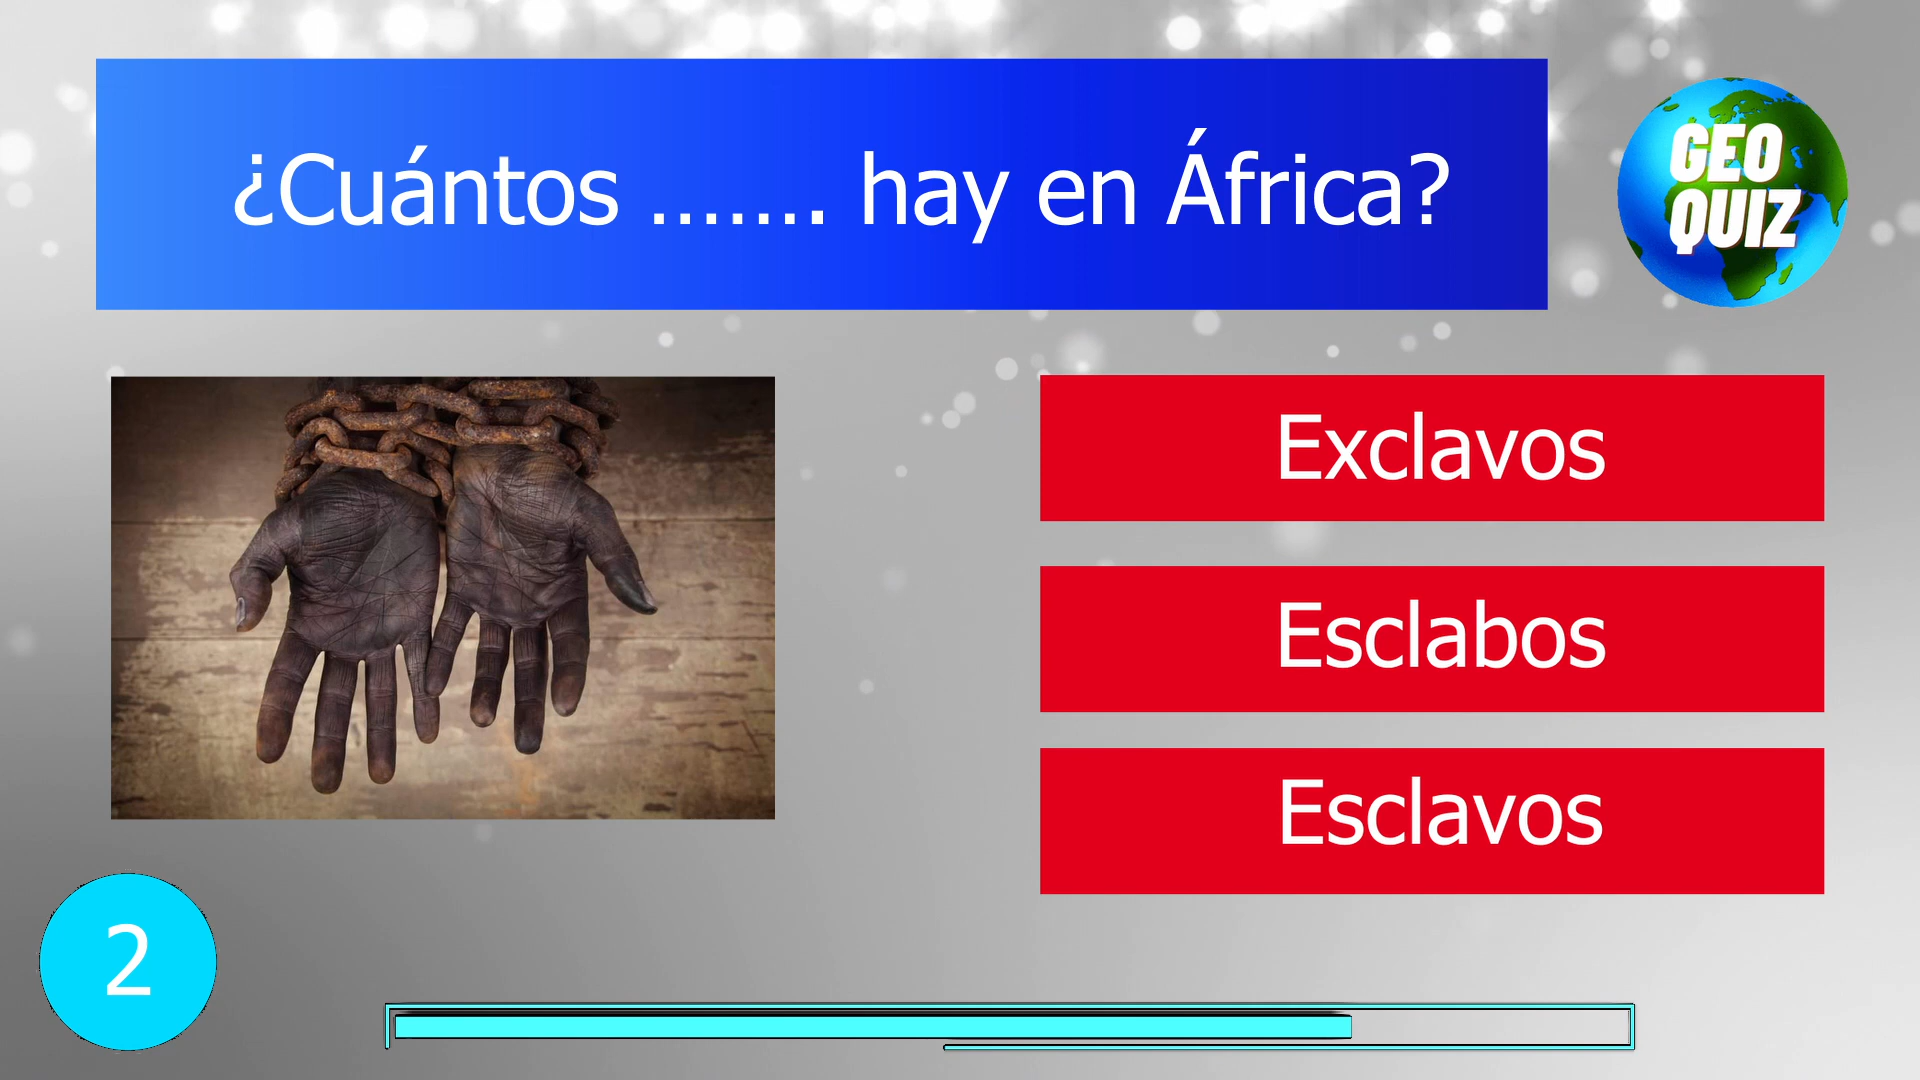 ¿Cuántos ……. hay en África?
GEO
QUIZ
Exclavos
Esclabos
Esclavos
2